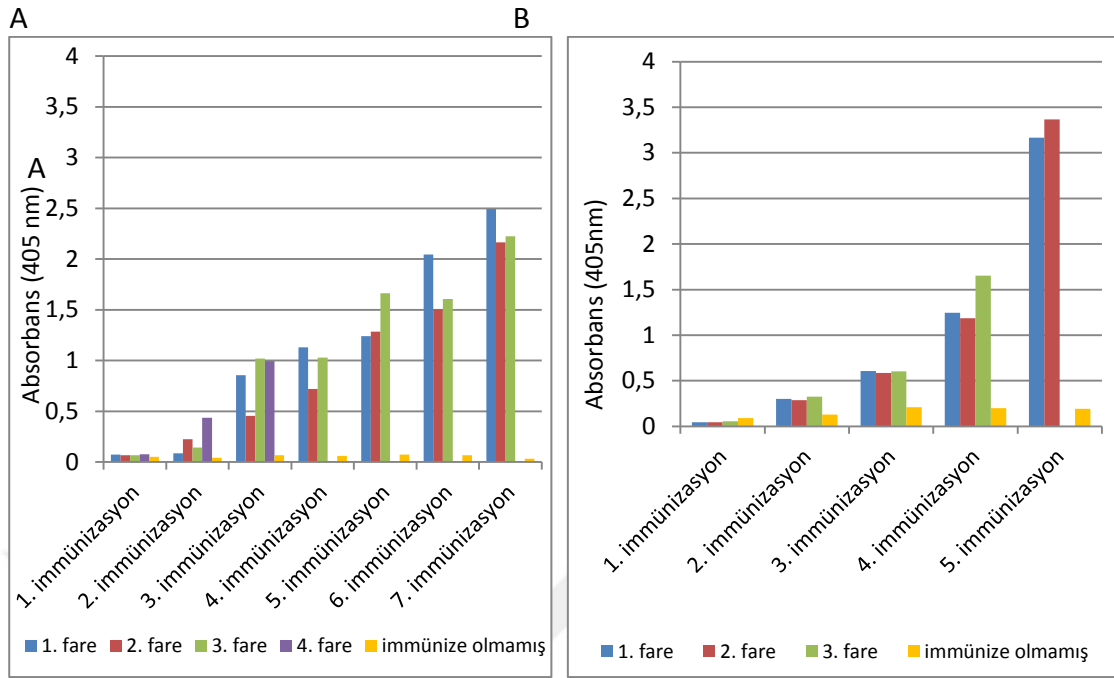 A
4
3,5
3
2,5
2
1,5
1
0,5
0
A
Absorbans (405 nm)
1. immünizasyon
2. immünizasyon
3. immünizasyon
4. immünizasyon
5. immünizasyon
6. immünizasyon
7. immünizasyon
1. fare 2. fare 3. fare 4. fare immünize olmamış
B
4
3,5
3
2,5
2
1,5
1
0,5
0
Absorbans (405nm)
1. immünizasyon
2. immünizasyon
3. immünizasyon
4. immünizasyon
5. immünizasyon
1. fare 2. fare 3. fare immünize olmamış